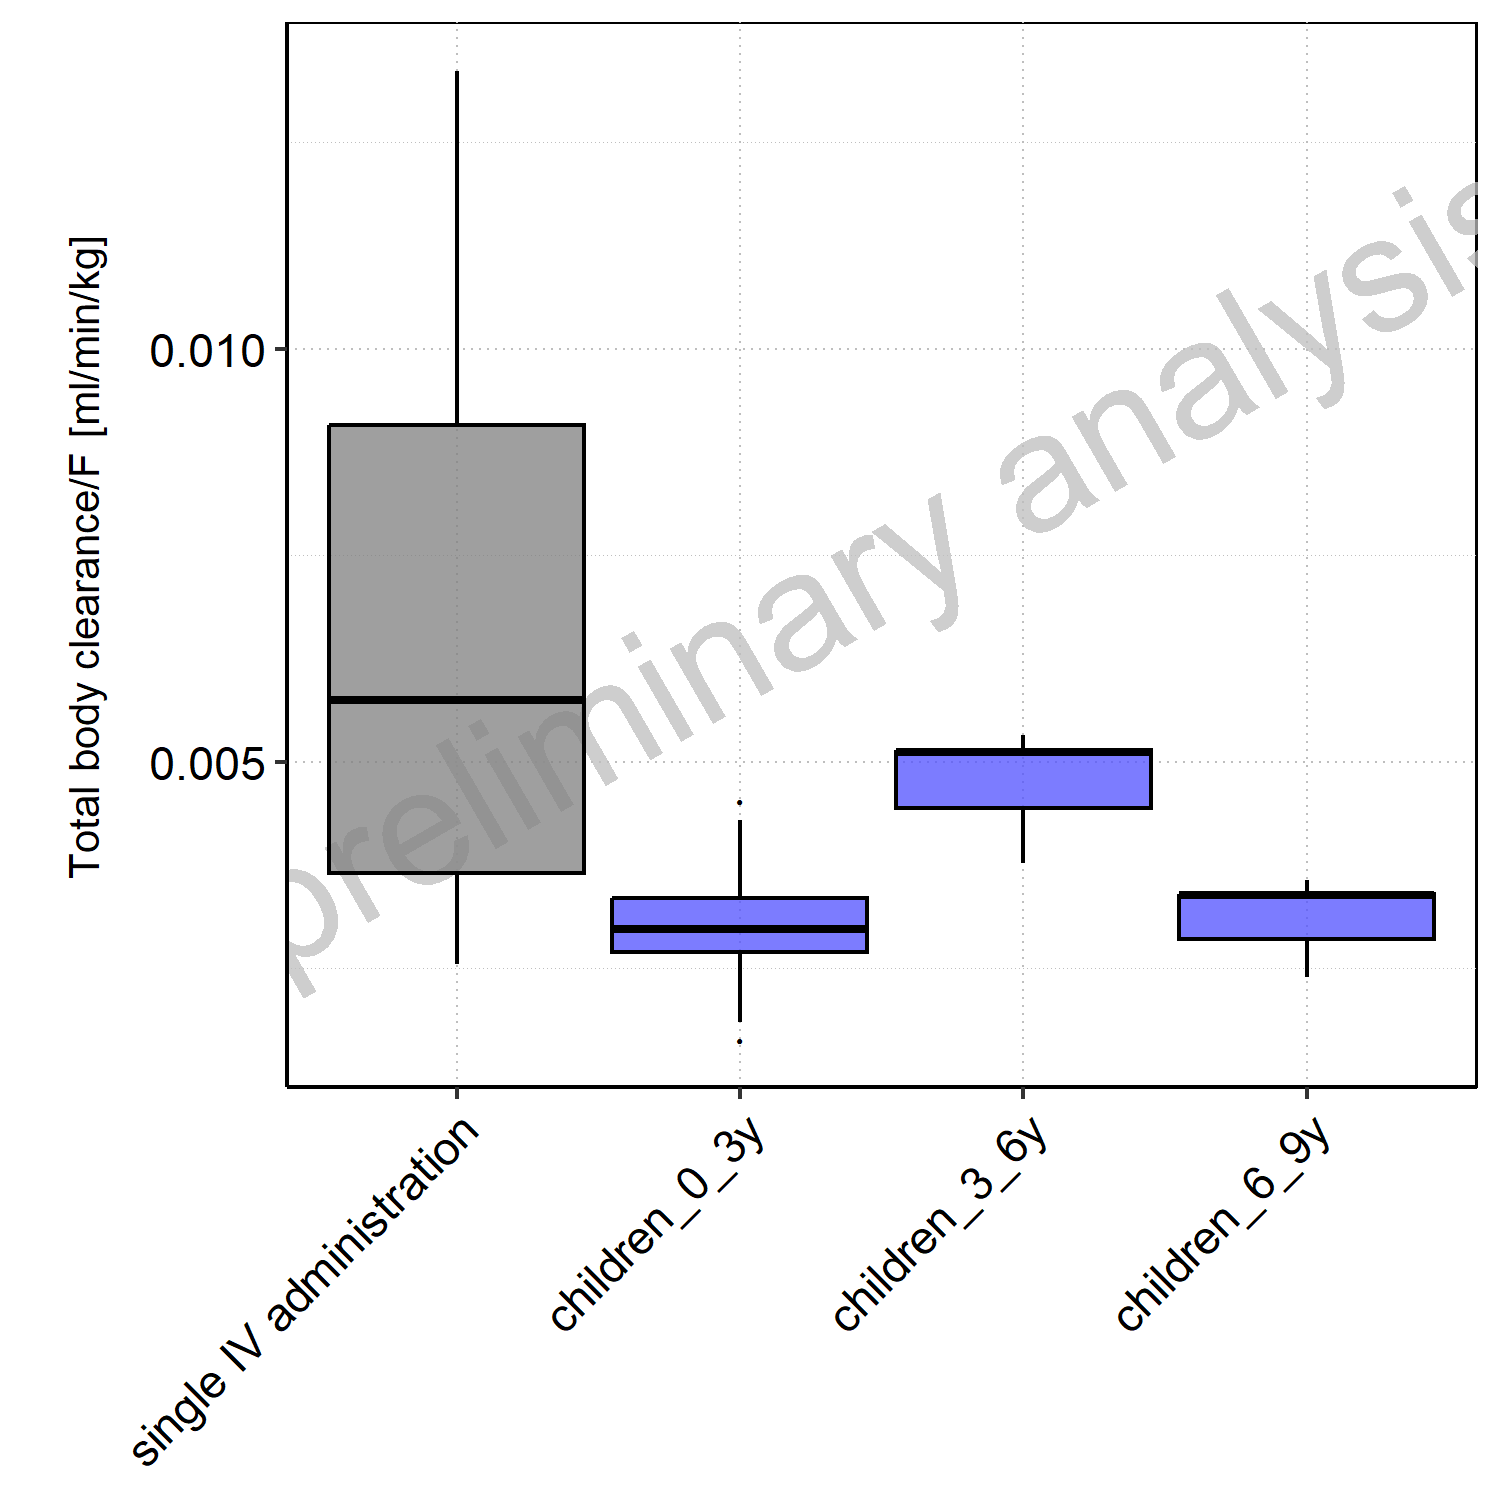 Total body clearance/F [ml/min/kg]
0.010
0.005
preliminary analysis
single IV administration
children_0_3y
children_3_6y
children_6_9y